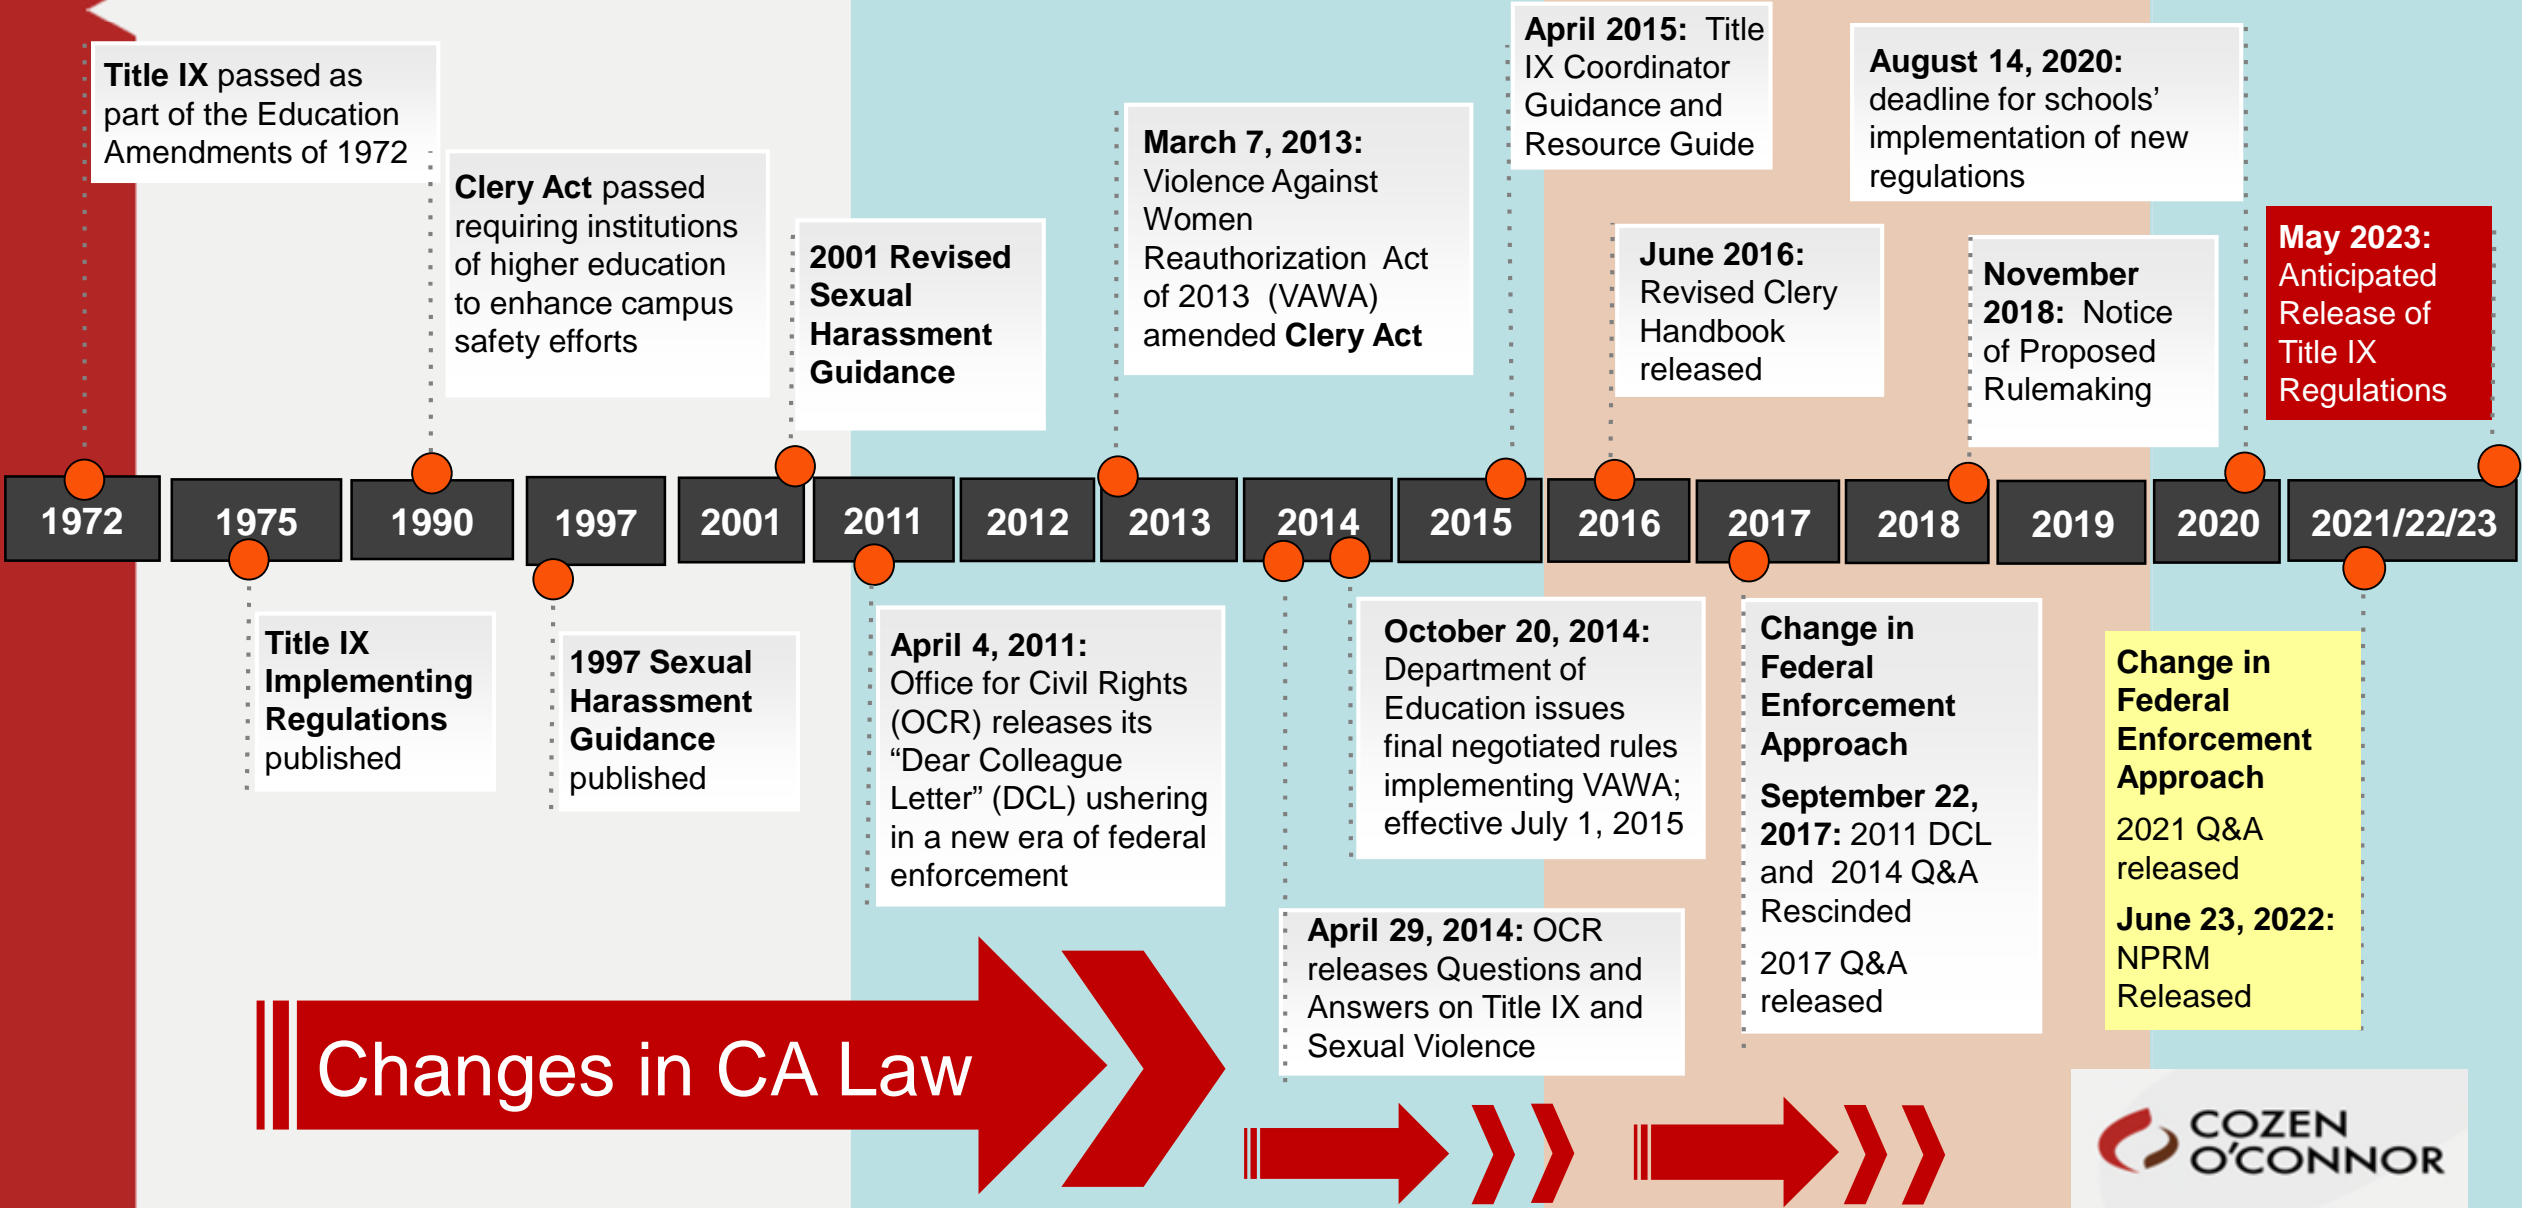 Title IX passed as
part of the Education
Amendments of 1972
Clery Act passed
requiring institutions
of higher education
to enhance campus
safety efforts
2001 Revised
Sexual
Harassment
Guidance
March 7, 2013:
Violence Against
Women
Reauthorization Act
of 2013 (VAWA)
amended Clery Act
April 2015: Title
IX Coordinator
Guidance and
Resource Guide
June 2016:
Revised Clery
Handbook
released
August 14, 2020:
deadline for schools’
implementation of new
regulations
November
2018: Notice
of Proposed
Rulemaking
May 2023:
Anticipated
Release of
Title IX
Regulations
1972 1975 1990 1997 2001 2011 2012 2013 2014 2015 2016 2017 2018 2019 2020 2021/22/23
Title IX
Implementing
Regulations
published
1997 Sexual
Harassment
Guidance
published
April 4, 2011:
Office for Civil Rights
(OCR) releases its
“Dear Colleague
Letter” (DCL) ushering
in a new era of federal
enforcement
October 20, 2014:
Department of
Education issues
final negotiated rules
implementing VAWA;
effective July 1, 2015
April 29, 2014: OCR
releases Questions and
Answers on Title IX and
Sexual Violence
Change in
Federal
Enforcement
Approach
September 22,
2017: 2011 DCL
and 2014 Q&A
Rescinded
2017 Q&A
released
Change in
Federal
Enforcement
Approach
2021 Q&A
released
June 23, 2022:
NPRM
Released
Changes in CA Law
COZEN
O’CONNOR